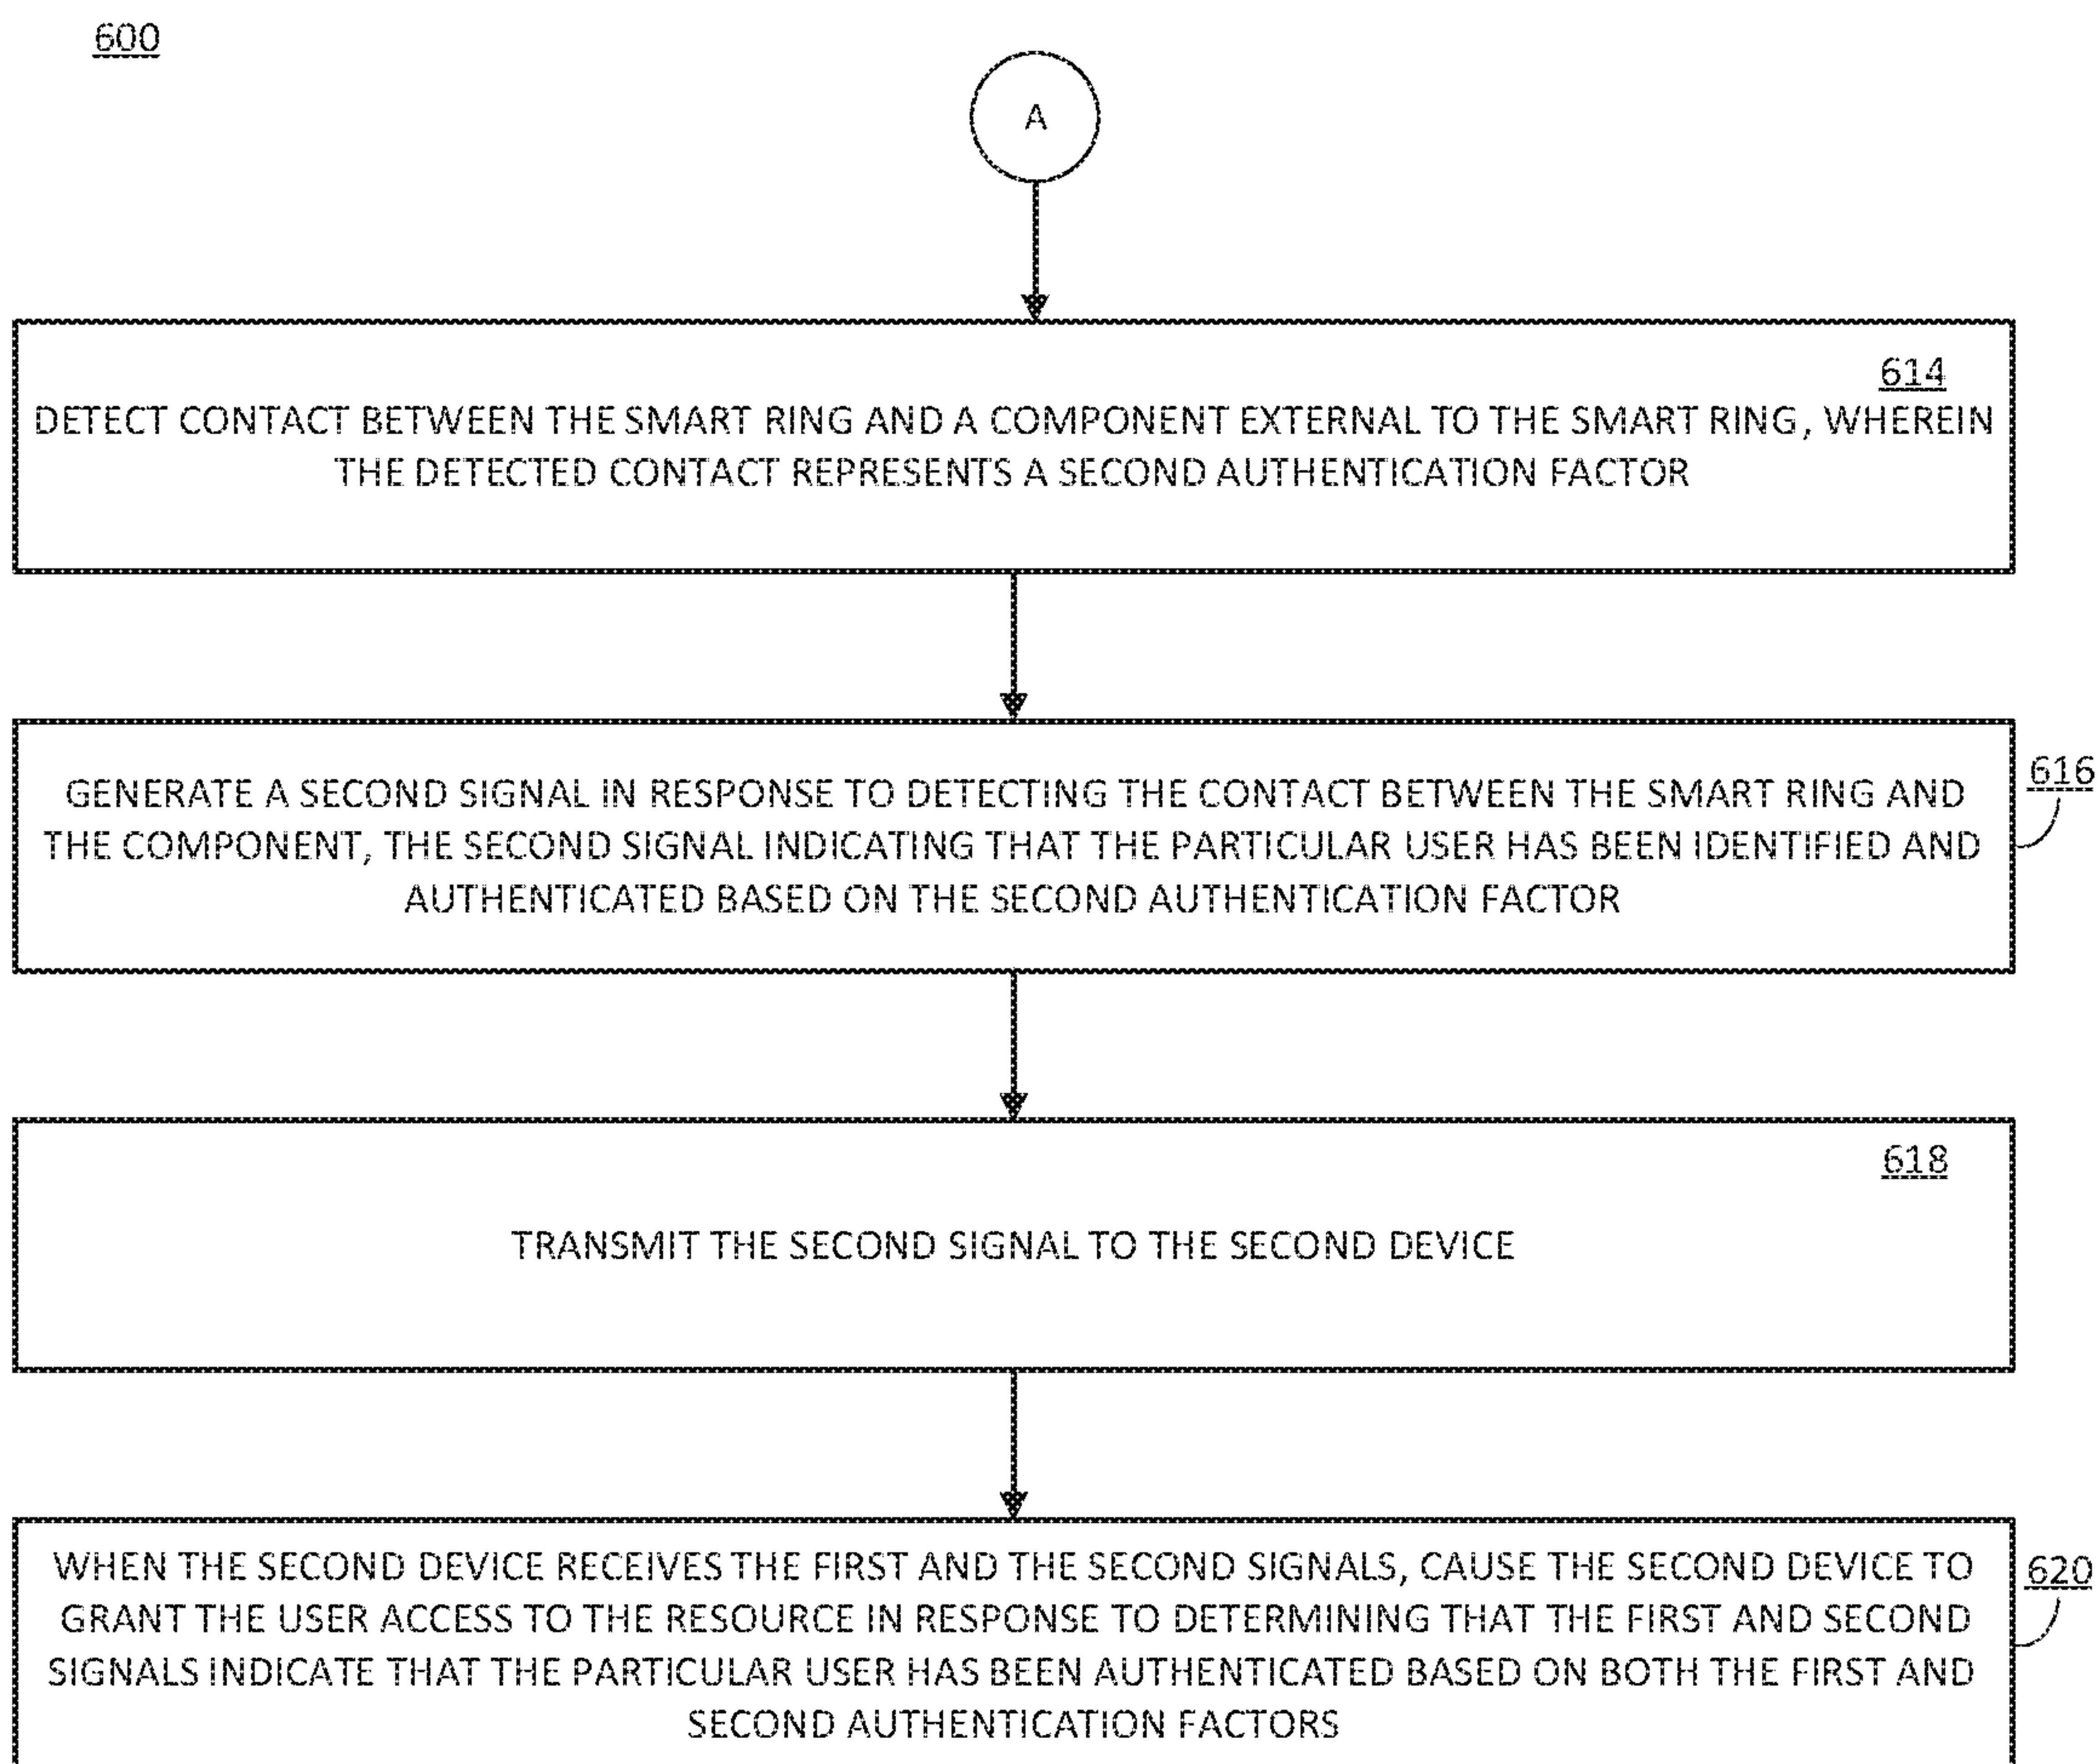 600
A
614
DETECT CONTACT BETWEEN THE SMART RING AND A COMPONENT EXTERNAL TO THE SMART RING, WHEREIN
THE DETECTED CONTACT REPRESENTS A SECOND AUTHENTICATION FACTOR
616
GENERATE A SECOND SIGNAL IN RESPONSE TO DETECTING THE CONTACT BETWEEN THE SMART RING AND
THE COMPONENT, THE SECOND SIGNAL INDICATING THAT THE PARTICULAR USER HAS BEEN IDENTIFIED AND
AUTHENTICATED BASED ON THE SECOND AUTHENTICATION FACTOR
618
TRANSMIT THE SECOND SIGNAL TO THE SECOND DEVICE
WHEN THE SECOND DEVICE RECEIVES THE FIRST AND THE SECOND SIGNALS, CAUSE THE SECOND DEVICE TO
620
GRANT THE USER ACCESS TO THE RESOURCE IN RESPONSE TO DETERMINING THAT THE FIRST AND SECOND
SIGNALS INDICATE THAT THE PARTICULAR USER HAS BEEN AUTHENTICATED BASED ON BOTH THE FIRST AND
SECOND AUTHENTICATION FACTORS